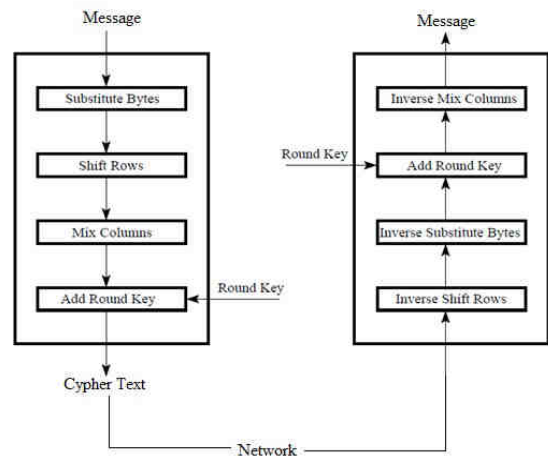 Message
Substitute Bytes
Shift Rows
Mix Columns
Add Round Key
Round Key
Cypher Text
Network
Message
Inverse Mix Columns
Round Key
Add Round Key
Inverse Substitute Bytes
Inverse Shift Rows